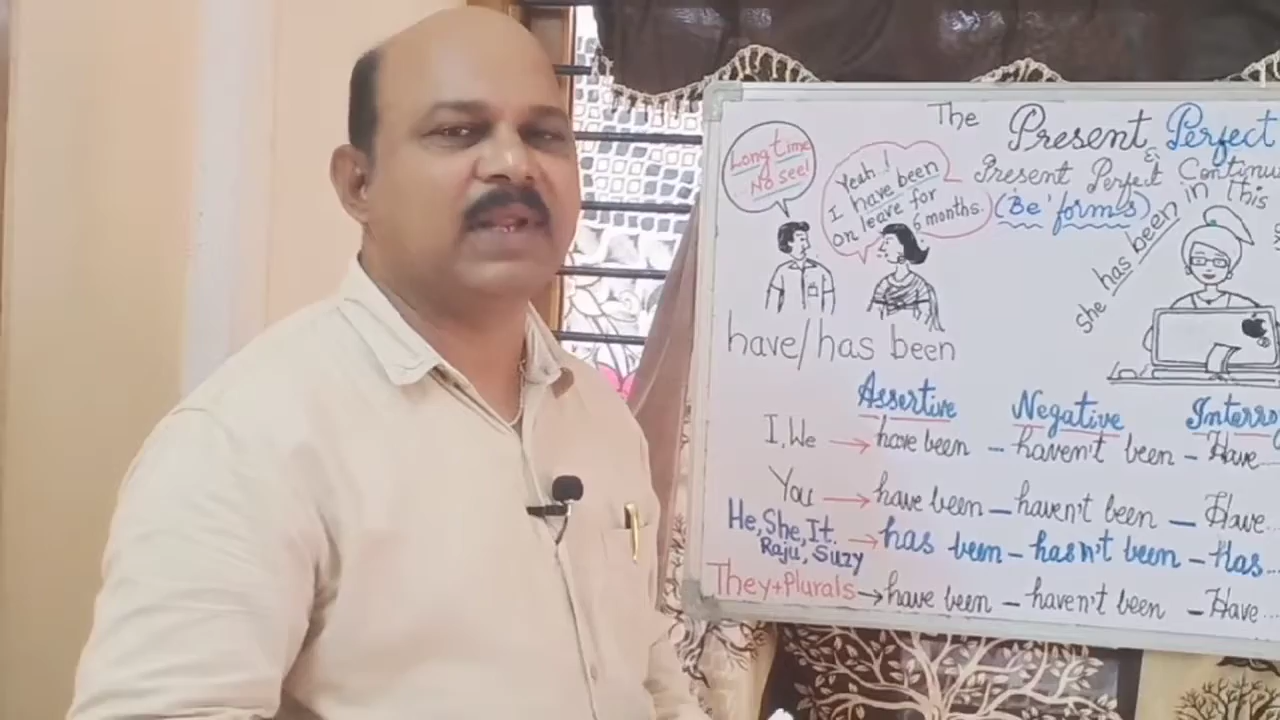 The Present Perfect
&
Present Perfect Continu
(Be' forms)
Long time
No see!
Yeah..!
I have been
on leave for
6 months.
she has been in this
have/has been
Assertive Negative Interro
I, We → have been – haven't been – Have...
You → have been – haven't been – Have...
He, She, It. → has been – hasn't been – Has...
Raju, Suzy
They+Plurals → have been – haven't been – Have...